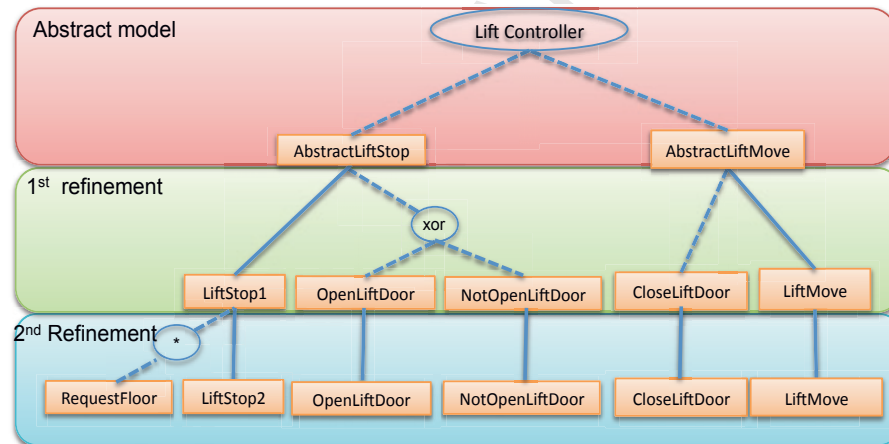 Abstract model
Lift Controller
AbstractLiftStop
AbstractLiftMove
1st refinement
xor
LiftStop1
OpenLiftDoor
NotOpenLiftDoor
CloseLiftDoor
LiftMove
2nd Refinement
*
RequestFloor
LiftStop2
OpenLiftDoor
NotOpenLiftDoor
CloseLiftDoor
LiftMove